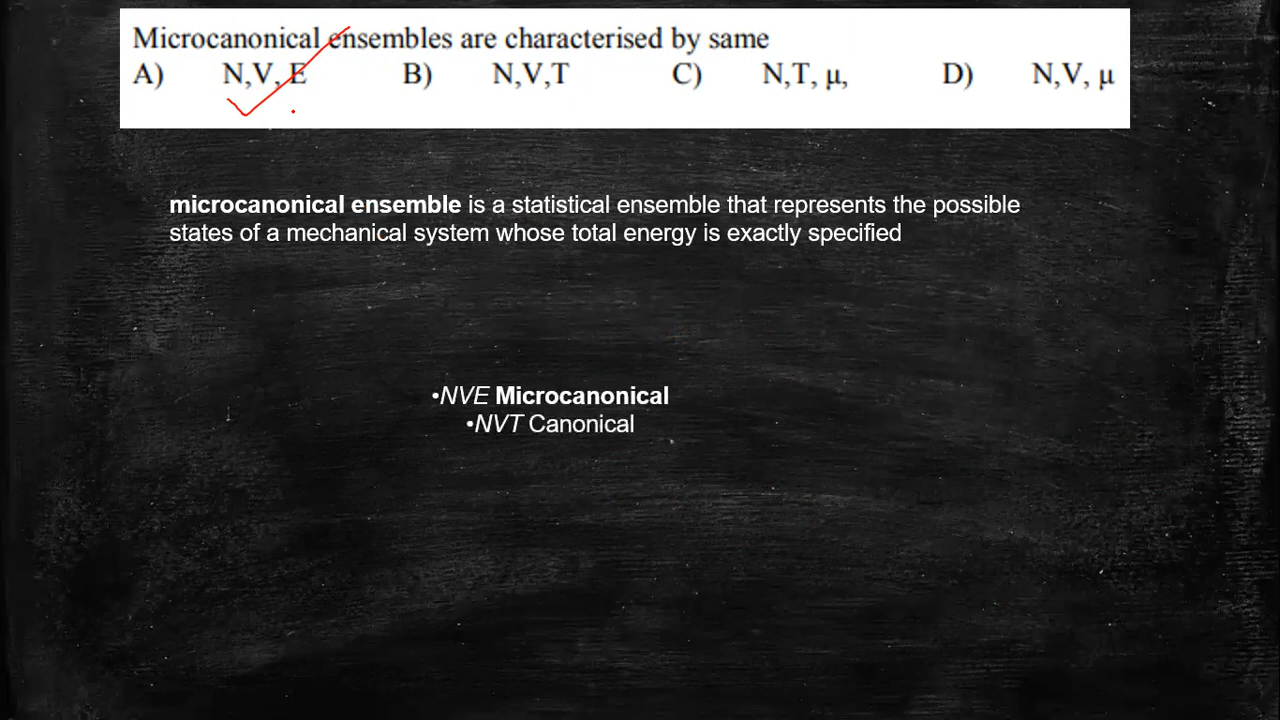 Microcanonical ensembles are characterised by same
A) N,V, E B) N,V,T C) N,T, μ, D) N,V, μ
microcanonical ensemble is a statistical ensemble that represents the possible
states of a mechanical system whose total energy is exactly specified
•NVE Microcanonical
•NVT Canonical